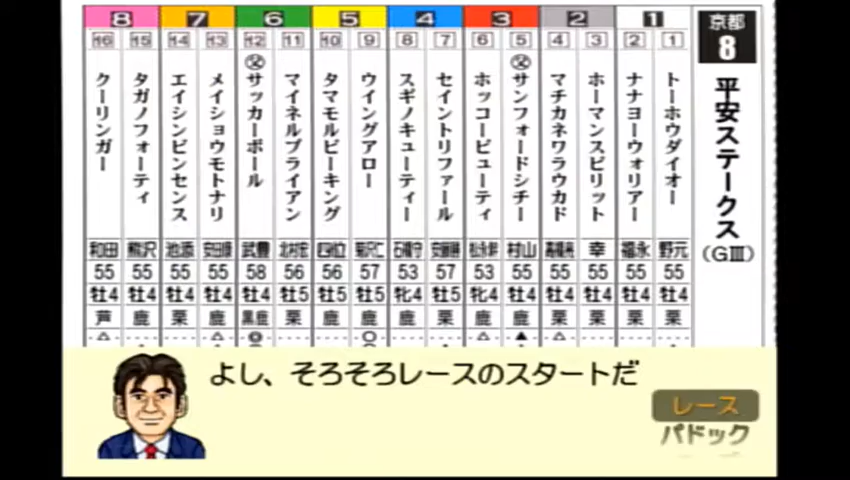 京都
8
平安ステークス
(GⅢ)
1 2 3 4 5 6 7 8
1 トーホウダイオー 野元 55 牡4 栗
2 ナナヨーウォリアー 福永 55 牡4 栗
3 ホーマンスピリット 幸 55 牡4 栗
4 マチカネワラウカド 55 牡4 栗 △
5 父 サンフォードシチー 村山 55 牡4 鹿 ▲
6 ホッコービューティ 53 牝4 鹿 △
7 セイントリファール 57 牡5 栗
8 スギノキューティー 石橋守 53 牝4 鹿
9 ウイングアロー 57 牡5 鹿 ○
10 タマモルビーキング 四位 56 牡5 鹿
11 マイネルブライアン 北村宏 56 牡5 栗
12 父 サッカーボール 武豊 58 牡4 黒鹿 ◎
13 メイショウモトナリ 安田康 55 牡4 鹿 △
14 エイシンピンセンス 池添 55 牡4 栗
15 タガノフォーティ 熊沢 55 牡4 鹿
16 クーリンガー 和田 55 牡4 芦 △
よし、そろそろレースのスタートだ
レース
パドック